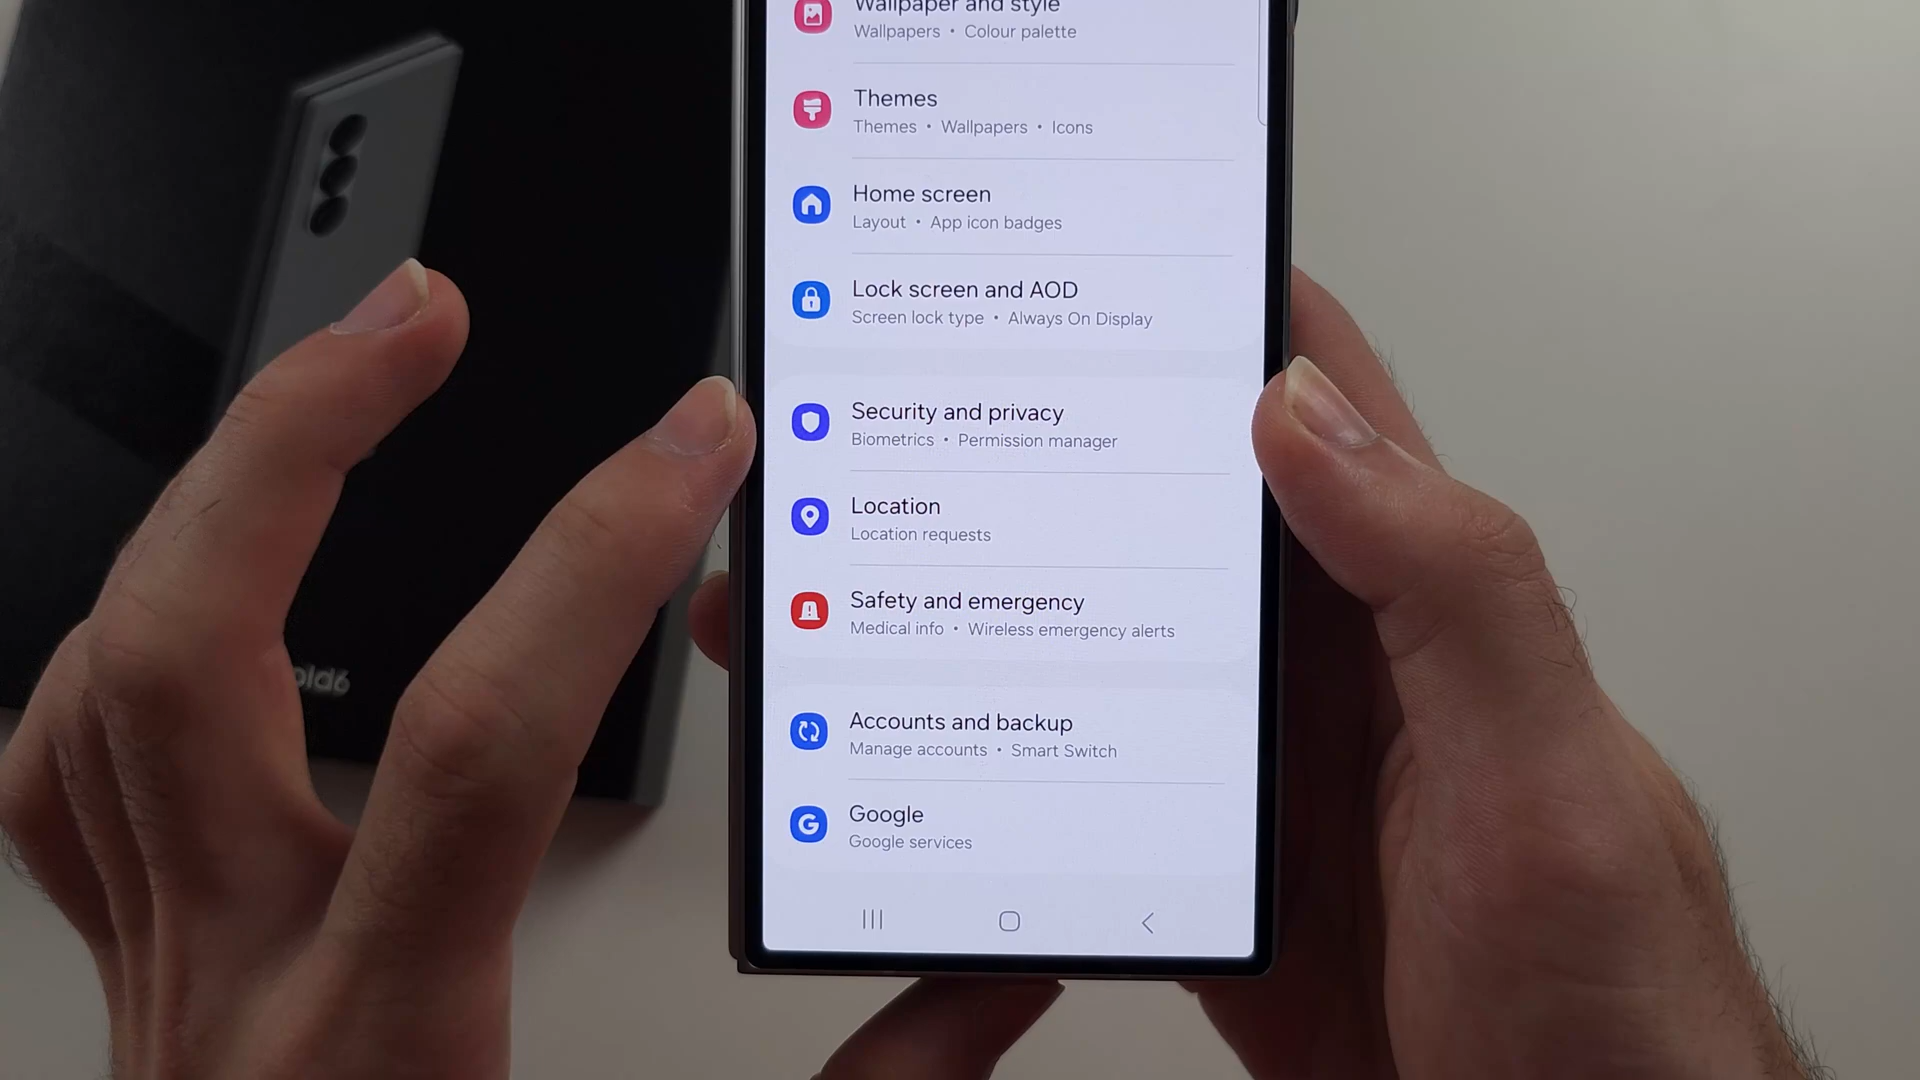 Wallpaper and style
Wallpapers • Colour palette
Themes
Themes • Wallpapers • Icons
Home screen
Layout • App icon badges
Lock screen and AOD
Screen lock type • Always On Display
Security and privacy
Biometrics • Permission manager
Location
Location requests
Safety and emergency
Medical info • Wireless emergency alerts
old6
Accounts and backup
Manage accounts • Smart Switch
Google
Google services